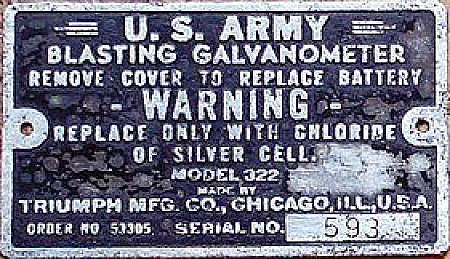 U. S. ARMY
BLASTING GALVANOMETER
REMOVE COVER TO REPLACE BATTERY
- WARNING -
REPLACE ONLY WITH CHLORIDE
OF SILVER CELL.
MODEL 322
MADE BY
TRIUMPH MFG. CO., CHICAGO, ILL., U.S.A.
ORDER NO 53305 SERIAL NO. 593